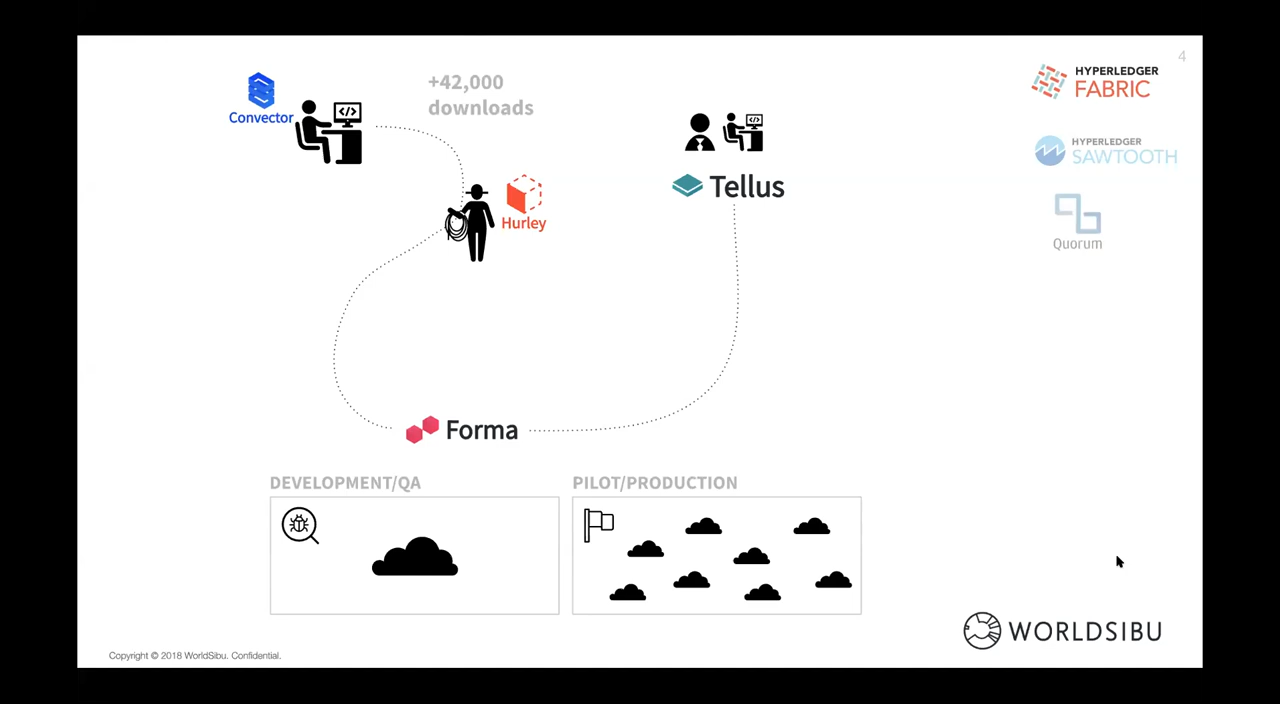 4
+42,000
downloads
Convector
</>
Hurley
</>
Tellus
HYPERLEDGER
FABRIC
HYPERLEDGER
SAWTOOTH
Quorum
Forma
DEVELOPMENT/QA
PILOT/PRODUCTION
WORLDSIBU
Copyright © 2018 WorldSibu. Confidential.